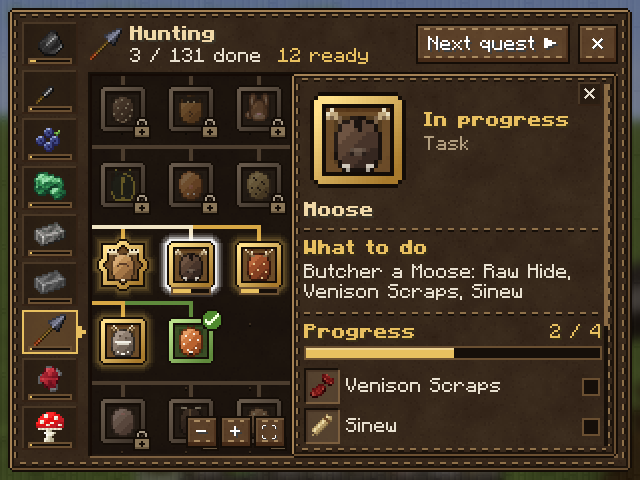 Hunting
3 / 131 done 12 ready
Next quest
In progress
Task
Moose
What to do
Butcher a Moose: Raw Hide,
Venison Scraps, Sinew
Progress 2 / 4
Venison Scraps
Sinew